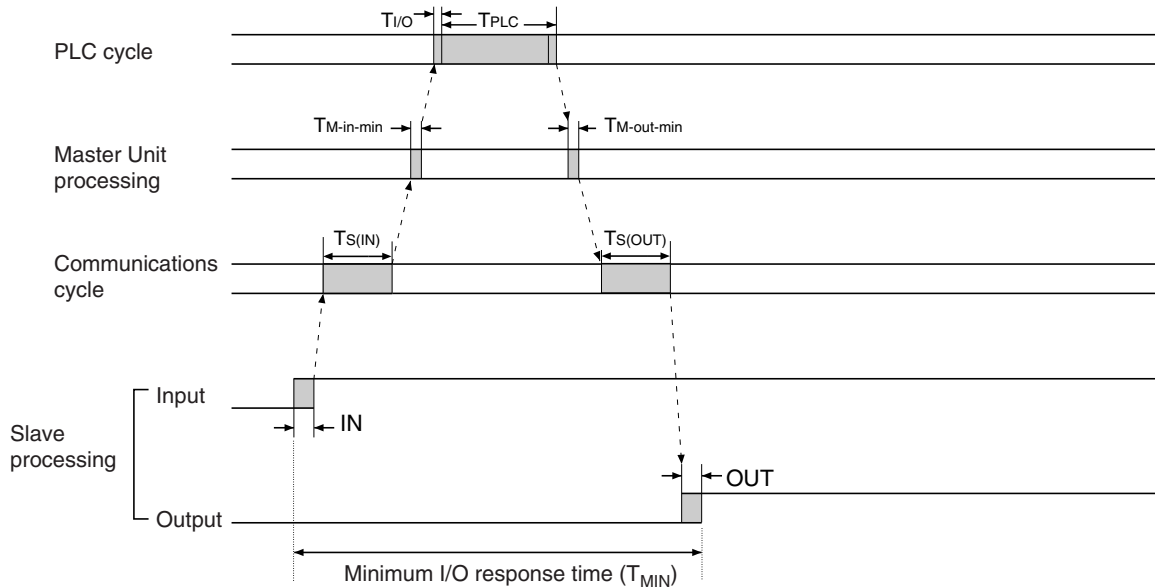 TI/O TPLC
PLC cycle
TM-in-min TM-out-min
Master Unit
processing
TS(IN) TS(OUT)
Communications
cycle
Input
IN
Slave
processing
OUT
Output
Minimum I/O response time (TMIN)